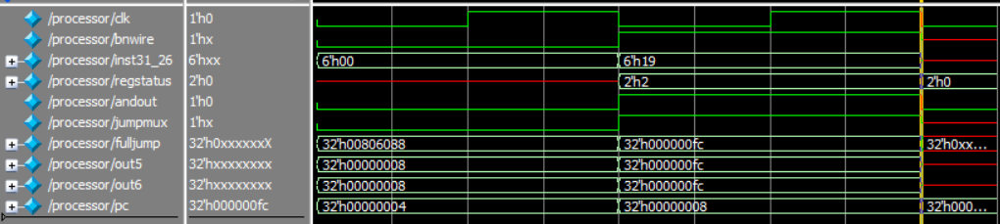 /processor/clk 1'h0
/processor/bnwire 1'hx
/processor/inst31_26 6'hxx 6'h00 6'h19
/processor/regstatus 2'h0 2'h2 2'h0
/processor/andout 1'h0
/processor/jumpmux 1'hx
/processor/fulljump 32'h0xxxxxxX 32'h00806088 32'h000000fc 32'h0xx...
/processor/out5 32'hxxxxxxxx 32'h00000008 32'h000000fc
/processor/out6 32'hxxxxxxxx 32'h00000008 32'h000000fc
/processor/pc 32'h000000fc 32'h00000004 32'h00000008 32'h000...